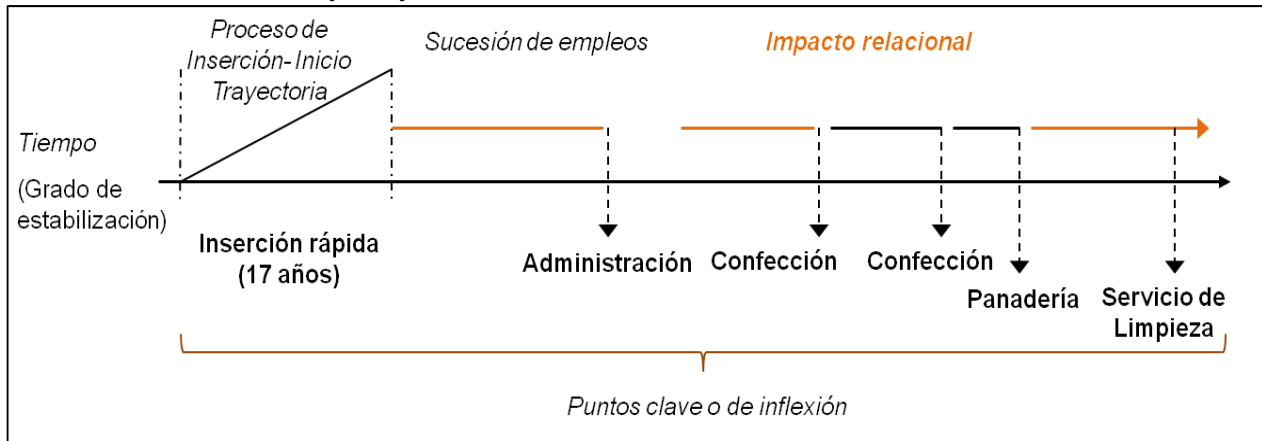 Proceso de
Inserción-Inicio
Trayectoria
Sucesión de empleos
Impacto relacional
Tiempo
(Grado de
estabilización)
Inserción rápida
(17 años)
Administración
Confección
Confección
Panadería
Servicio de
Limpieza
Puntos clave o de inflexión